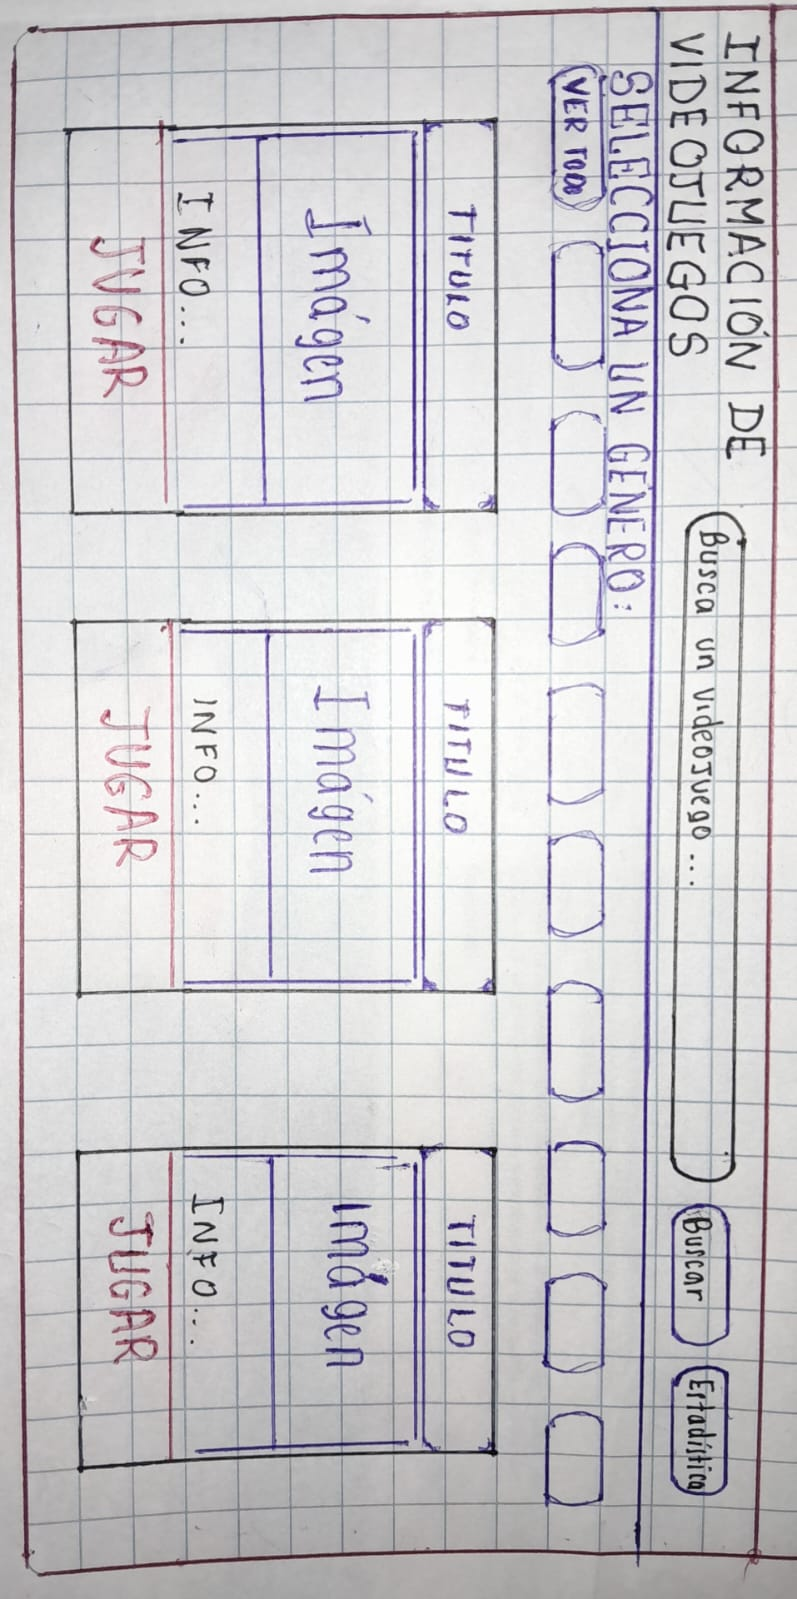 INFORMACIÓN DE
VIDEOJUEGOS
Busca un videojuego ...
Buscar
Estadística
SELECCIONA UN GENERO:
VER TODO
TITULO
Imágen
INFO...
JUGAR
TITULO
Imágen
INFO...
JUGAR
TITULO
imágen
INFO....
JUGAR